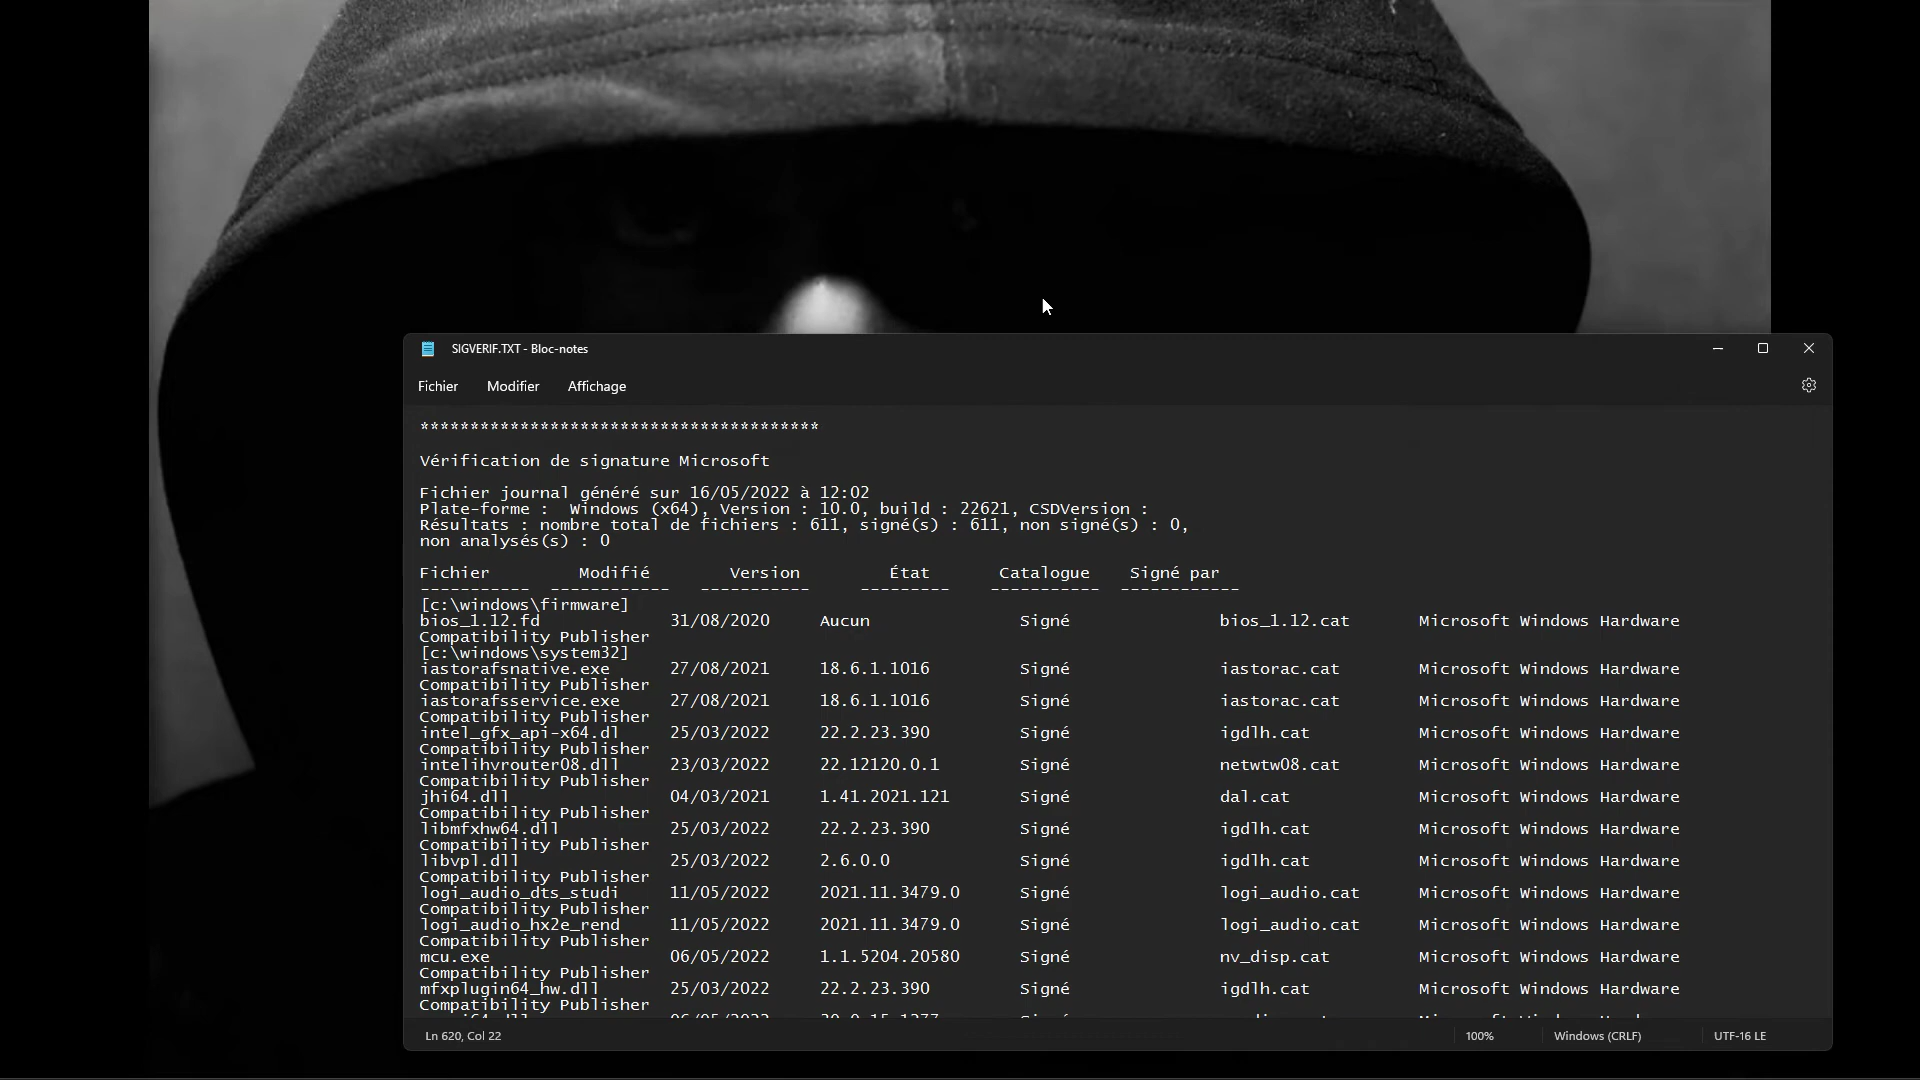 SIGVERIF.TXT - Bloc-notes
Fichier Modifier Affichage
****************************************
Vérification de signature Microsoft
Fichier journal généré sur 16/05/2022 à 12:02
Plate-forme :  Windows (x64), Version : 10.0, build : 22621, CSDVersion :
Résultats : nombre total de fichiers : 611, signé(s) : 611, non signé(s) : 0,
non analysés(s) : 0
Fichier Modifié Version État Catalogue Signé par
----------- ------------ ----------- --------- ----------- ------------
[c:\windows\firmware]
bios_1.12.fd 31/08/2020 Aucun Signé bios_1.12.cat Microsoft Windows Hardware
Compatibility Publisher
[c:\windows\system32]
iastorafsnative.exe 27/08/2021 18.6.1.1016 Signé iastorac.cat Microsoft Windows Hardware
Compatibility Publisher
iastorafsservice.exe 27/08/2021 18.6.1.1016 Signé iastorac.cat Microsoft Windows Hardware
Compatibility Publisher
intel_gfx_api-x64.dl 25/03/2022 22.2.23.390 Signé igdlh.cat Microsoft Windows Hardware
Compatibility Publisher
intelihvrouter08.dll 23/03/2022 22.12120.0.1 Signé netwtw08.cat Microsoft Windows Hardware
Compatibility Publisher
jhi64.dll 04/03/2021 1.41.2021.121 Signé dal.cat Microsoft Windows Hardware
Compatibility Publisher
libmfxhw64.dll 25/03/2022 22.2.23.390 Signé igdlh.cat Microsoft Windows Hardware
Compatibility Publisher
libvpl.dll 25/03/2022 2.6.0.0 Signé igdlh.cat Microsoft Windows Hardware
Compatibility Publisher
logi_audio_dts_studi 11/05/2022 2021.11.3479.0 Signé logi_audio.cat Microsoft Windows Hardware
Compatibility Publisher
logi_audio_hx2e_rend 11/05/2022 2021.11.3479.0 Signé logi_audio.cat Microsoft Windows Hardware
Compatibility Publisher
mcu.exe 06/05/2022 1.1.5204.20580 Signé nv_disp.cat Microsoft Windows Hardware
Compatibility Publisher
mfxplugin64_hw.dll 25/03/2022 22.2.23.390 Signé igdlh.cat Microsoft Windows Hardware
Compatibility Publisher
Ln 620, Col 22 100% Windows (CRLF) UTF-16 LE